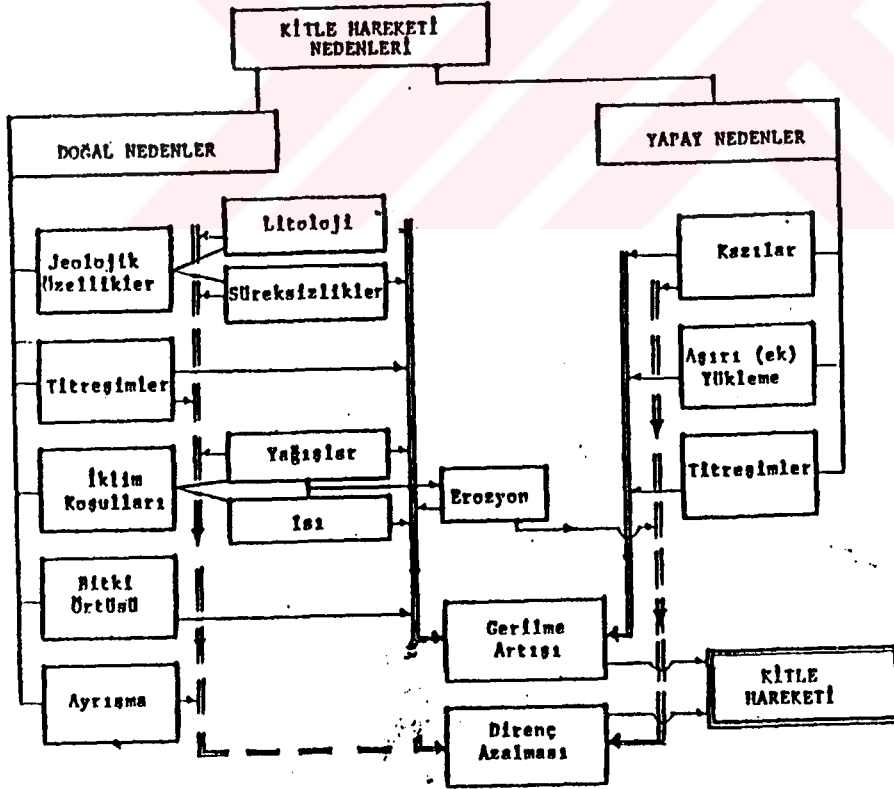 KİTLE HAREKETİ
NEDENLERİ
DOĞAL NEDENLER
YAPAY NEDENLER
Jeolojik
Özellikler
Litoloji
Süreksizlikler
Titreşimler
İklim
Koşulları
Yağışlar
Isı
Erozyon
Bitki
Örtüsü
Ayrışma
Kazılar
Aşırı (ek)
Yükleme
Titreşimler
Gerilme
Artışı
Direnç
Azalması
KİTLE
HAREKETİ